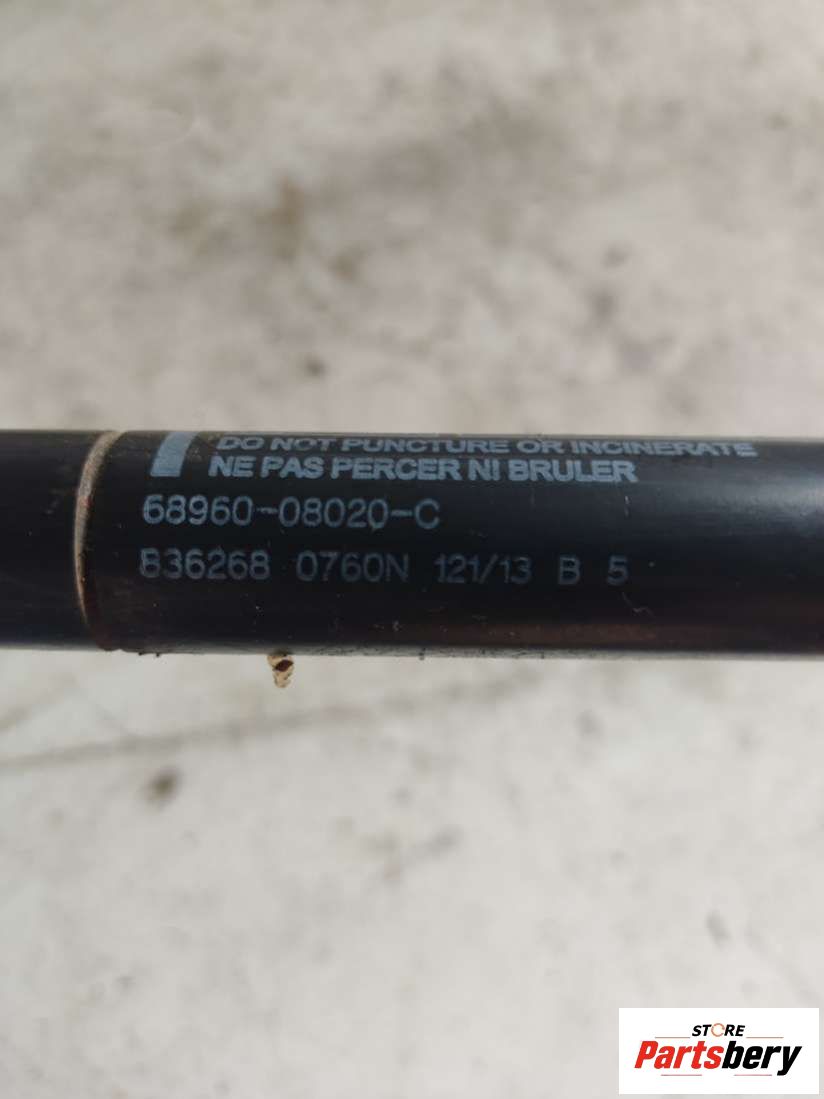 DO NOT PUNCTURE OR INCINERATE
NE PAS PERCER NI BRULER
68960-08020-C
836268 0760N 121/13 B 5
STORE
Partsbery